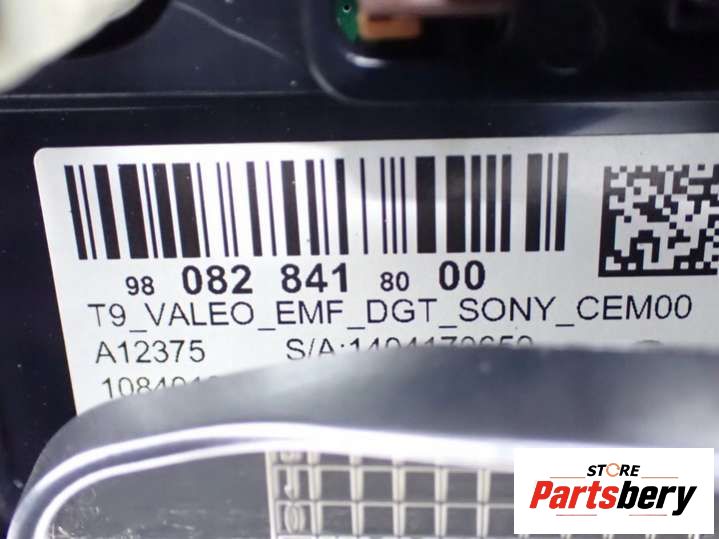 98 082 841 80 00
T9_VALEO_EMF_DGT_SONY_CEM00
A12375 S/A:
STORE
Partsbery